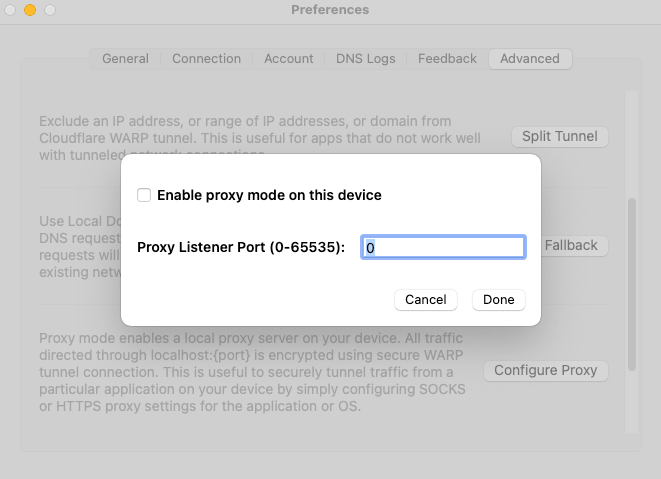 Preferences
General
Connection
Account
DNS Logs
Feedback
Advanced
Exclude an IP address, or range of IP addresses, or domain from
Cloudflare WARP tunnel. This is useful for apps that do not work well
with tunneled network connections.
Split Tunnel
Enable proxy mode on this device
Use Local Do
DNS request
requests will
existing netw
Fallback
Proxy Listener Port (0-65535):
0
Cancel
Done
Proxy mode enables a local proxy server on your device. All traffic
directed through localhost:{port} is encrypted using secure WARP
tunnel connection. This is useful to securely tunnel traffic from a
particular application on your device by simply configuring SOCKS
or HTTPS proxy settings for the application or OS.
Configure Proxy